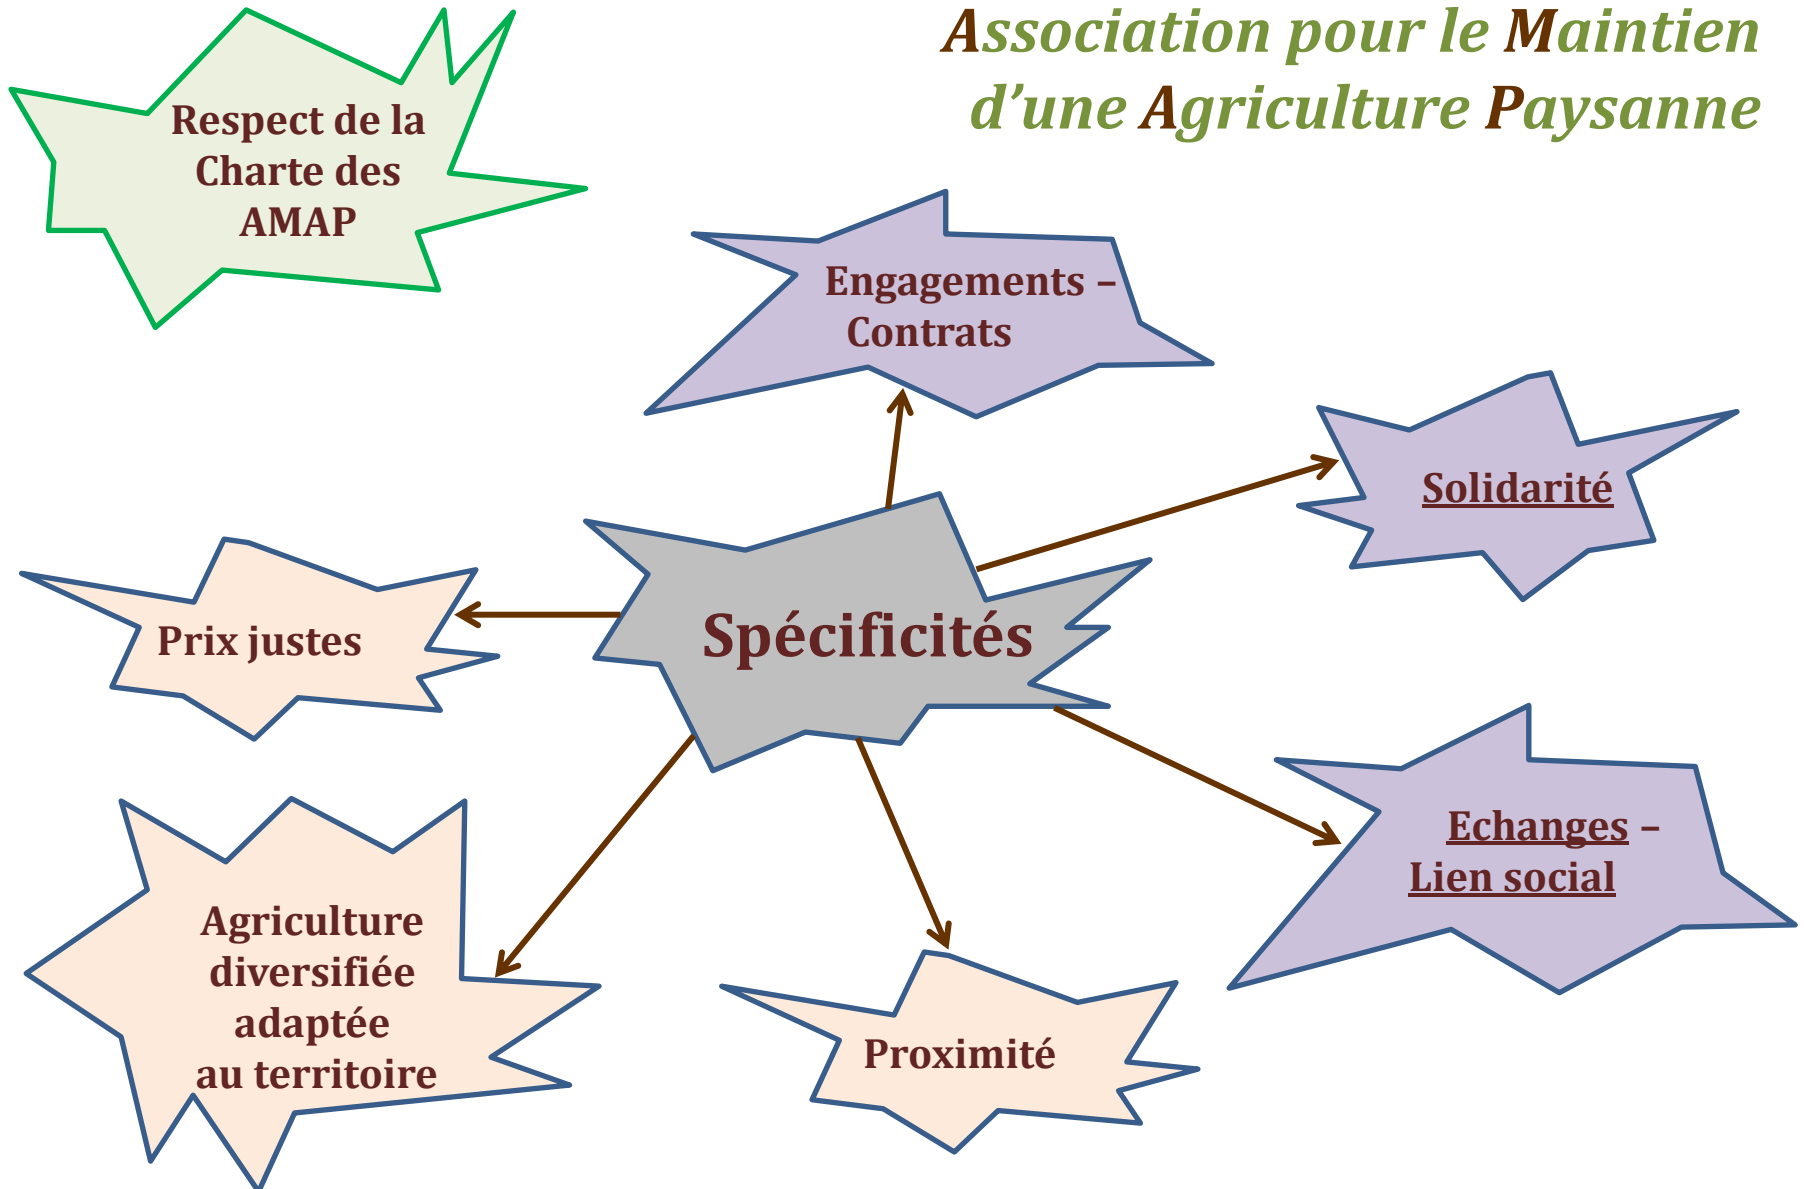 Association pour le Maintien
d’une Agriculture Paysanne
Respect de la
Charte des
AMAP
Engagements –
Contrats
Solidarité
Spécificités
Prix justes
Echanges –
Lien social
Agriculture
diversifiée
adaptée
au territoire
Proximité